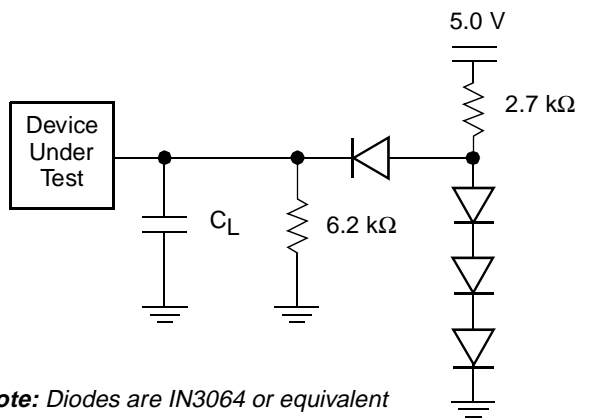 5.0 V
2.7 kΩ
Device
Under
Test
CL
6.2 kΩ
ote: Diodes are IN3064 or equivalent